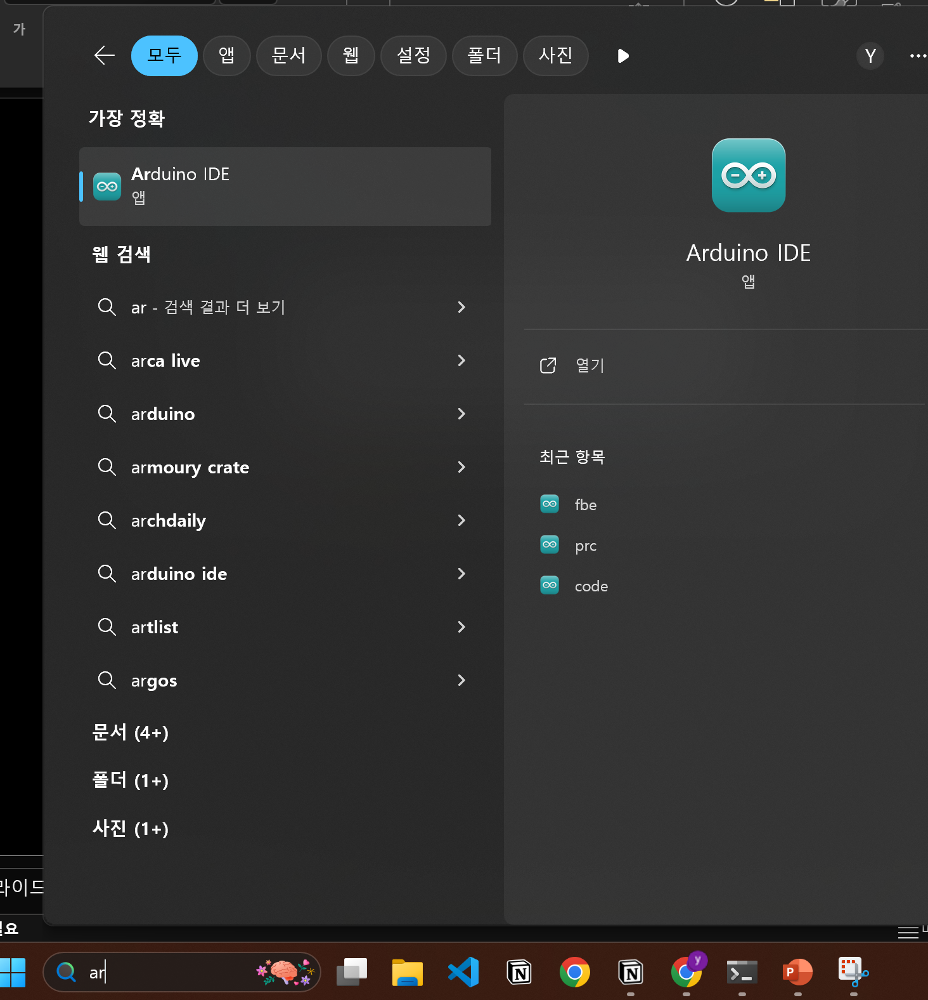 가
모두
앱
문서
웹
설정
폴더
사진
Y
가장 정확
Arduino IDE
앱
웹 검색
ar - 검색 결과 더 보기
arca live
arduino
armoury crate
archdaily
arduino ide
artlist
argos
문서 (4+)
폴더 (1+)
사진 (1+)
Arduino IDE
앱
열기
최근 항목
fbe
prc
code
라이드
요
ar
y